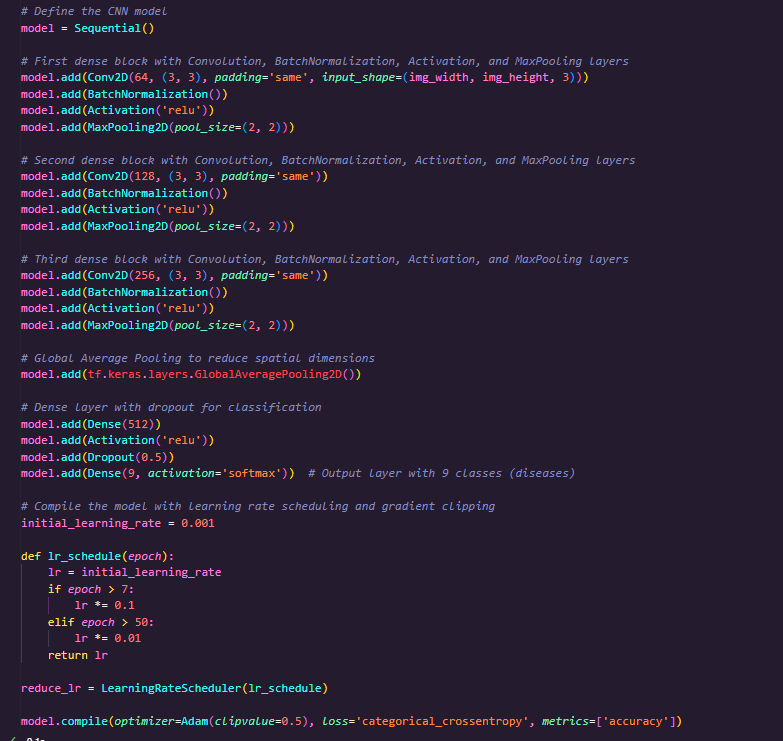 # Define the CNN model
model = Sequential()
# First dense block with Convolution, BatchNormalization, Activation, and MaxPooling layers
model.add(Conv2D(64, (3, 3), padding='same', input_shape=(img_width, img_height, 3)))
model.add(BatchNormalization())
model.add(Activation('relu'))
model.add(MaxPooling2D(pool_size=(2, 2)))
# Second dense block with Convolution, BatchNormalization, Activation, and MaxPooling layers
model.add(Conv2D(128, (3, 3), padding='same'))
model.add(BatchNormalization())
model.add(Activation('relu'))
model.add(MaxPooling2D(pool_size=(2, 2)))
# Third dense block with Convolution, BatchNormalization, Activation, and MaxPooling layers
model.add(Conv2D(256, (3, 3), padding='same'))
model.add(BatchNormalization())
model.add(Activation('relu'))
model.add(MaxPooling2D(pool_size=(2, 2)))
# Global Average Pooling to reduce spatial dimensions
model.add(tf.keras.layers.GlobalAveragePooling2D())
# Dense layer with dropout for classification
model.add(Dense(512))
model.add(Activation('relu'))
model.add(Dropout(0.5))
model.add(Dense(9, activation='softmax'))  # Output layer with 9 classes (diseases)
# Compile the model with learning rate scheduling and gradient clipping
initial_learning_rate = 0.001
def lr_schedule(epoch):
    lr = initial_learning_rate
    if epoch > 7:
        lr *= 0.1
    elif epoch > 50:
        lr *= 0.01
    return lr
reduce_lr = LearningRateScheduler(lr_schedule)
model.compile(optimizer=Adam(clipvalue=0.5), loss='categorical_crossentropy', metrics=['accuracy'])